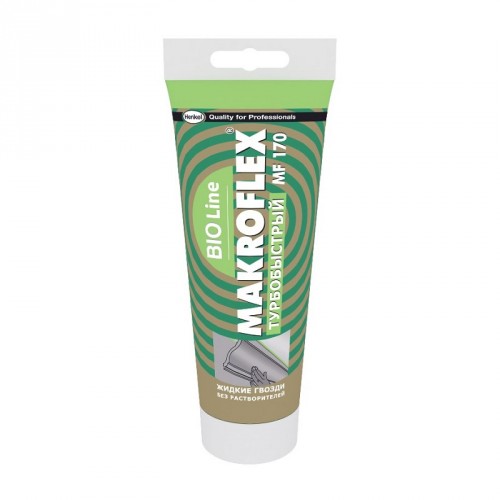 Henkel
Quality for Professionals
BIO Line
MAKROFLEX®
ТУРБОБЫСТРЫЙ MF 170
ЖИДКИЕ ГВОЗДИ
БЕЗ РАСТВОРИТЕЛЕЙ